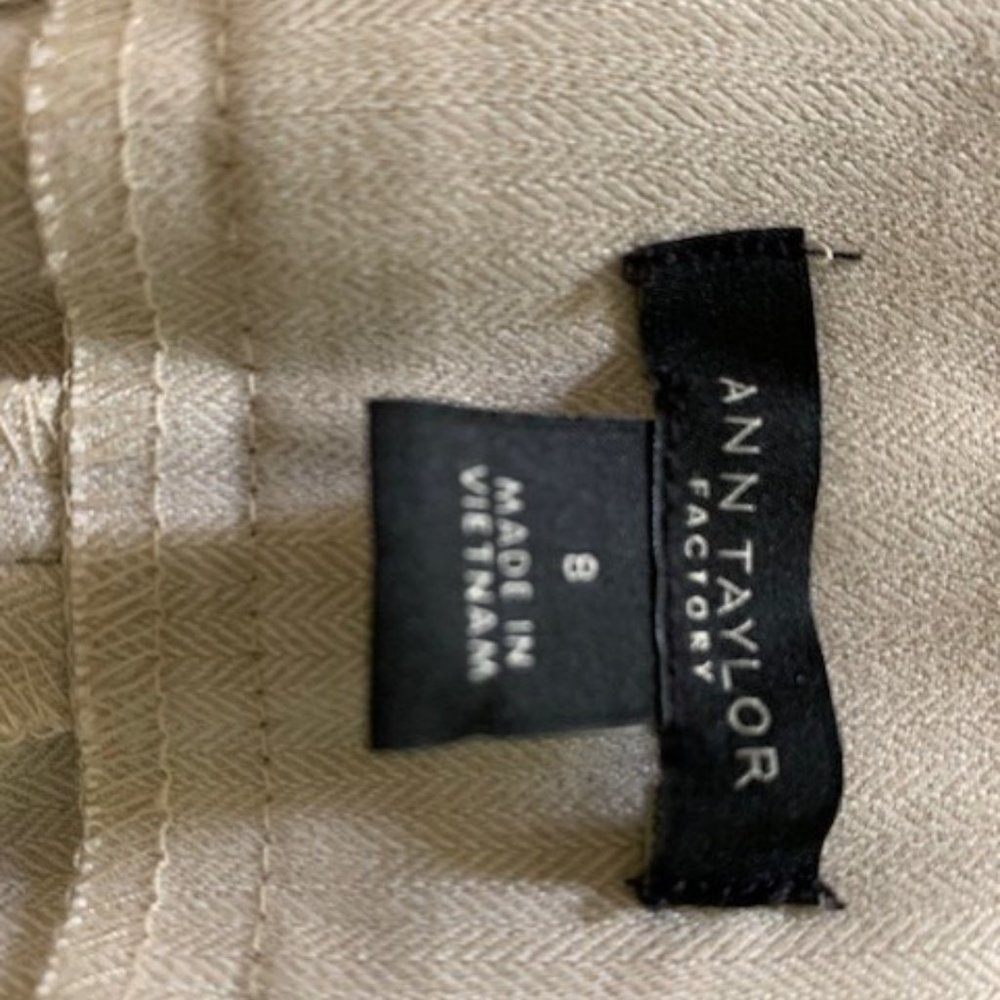 ANN TAYLOR
FACTORY
8
MADE IN
VIETNAM